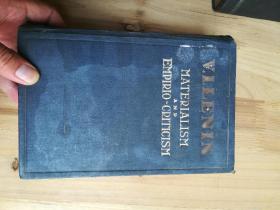 V. I. LENIN
MATERIALISM
AND
EMPIRIO-CRITICISM